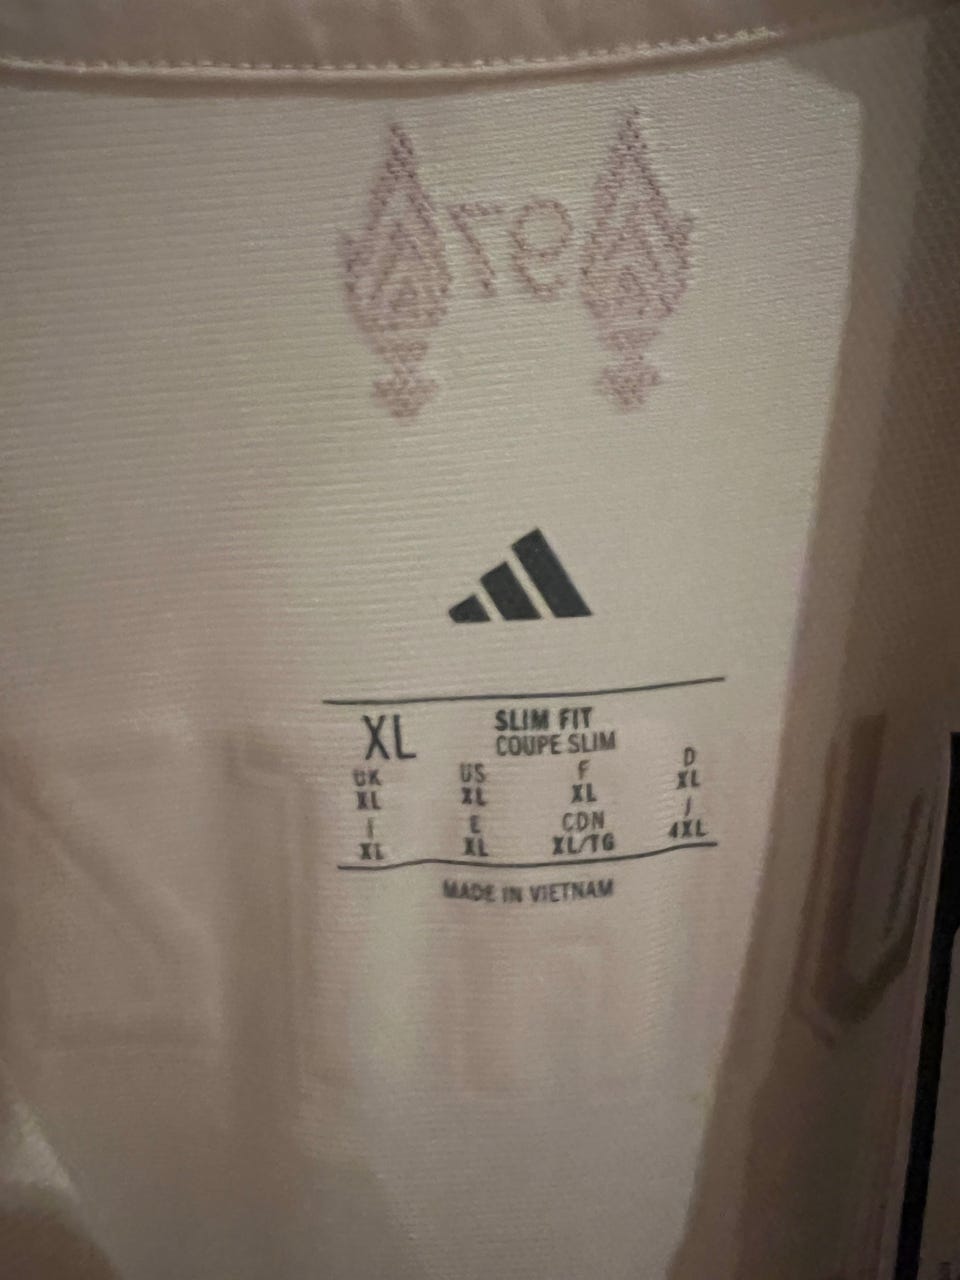 97
XL SLIM FIT
COUPE SLIM
UK US F D
XL XL XL XL
I E CDN J
XL XL XL/TG 4XL
MADE IN VIETNAM